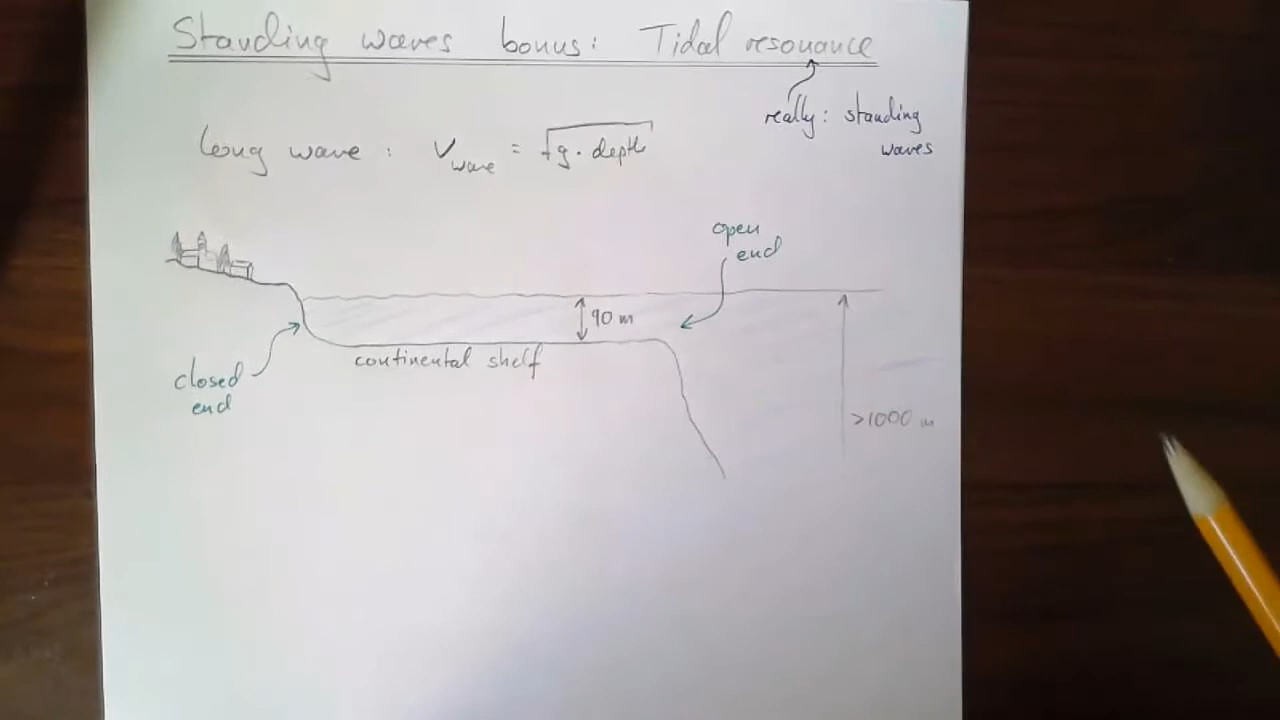 Standing waves bonus: Tidal resonance
really: standing
waves
long wave: Vwave = √g · depth
open
end
90 m
continental shelf
closed
end
>1000 m